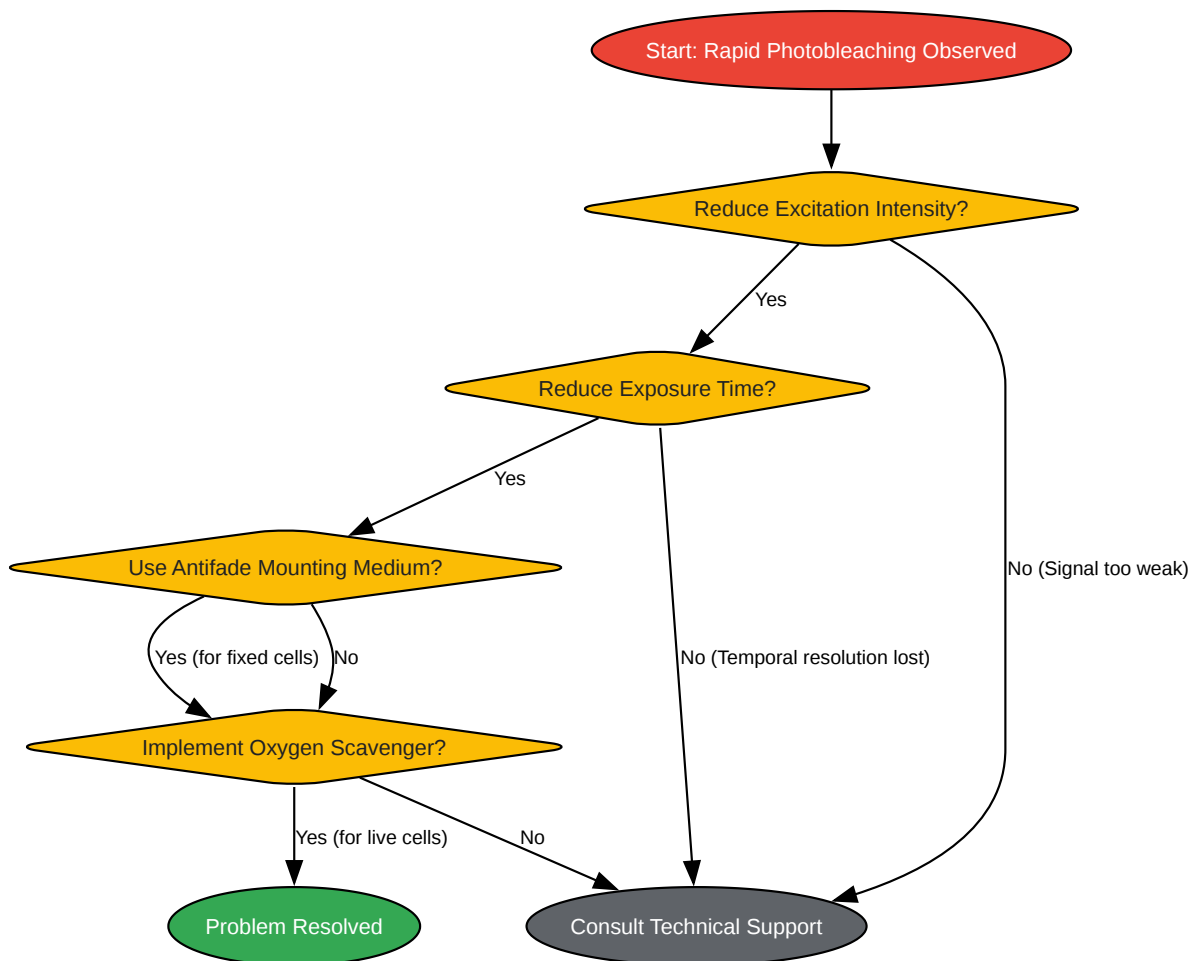 Start: Rapid Photobleaching Observed
Reduce Excitation Intensity?
Yes
Reduce Exposure Time?
Yes
Use Antifade Mounting Medium?
No (Signal too weak)
Yes (for fixed cells)
No
No (Temporal resolution lost)
Implement Oxygen Scavenger?
Yes (for live cells)
No
Problem Resolved
Consult Technical Support